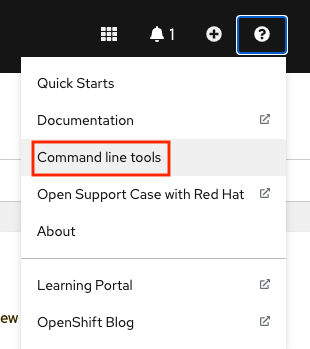 1
Quick Starts
Documentation
Command line tools
Open Support Case with Red Hat
About
Learning Portal
ew
OpenShift Blog